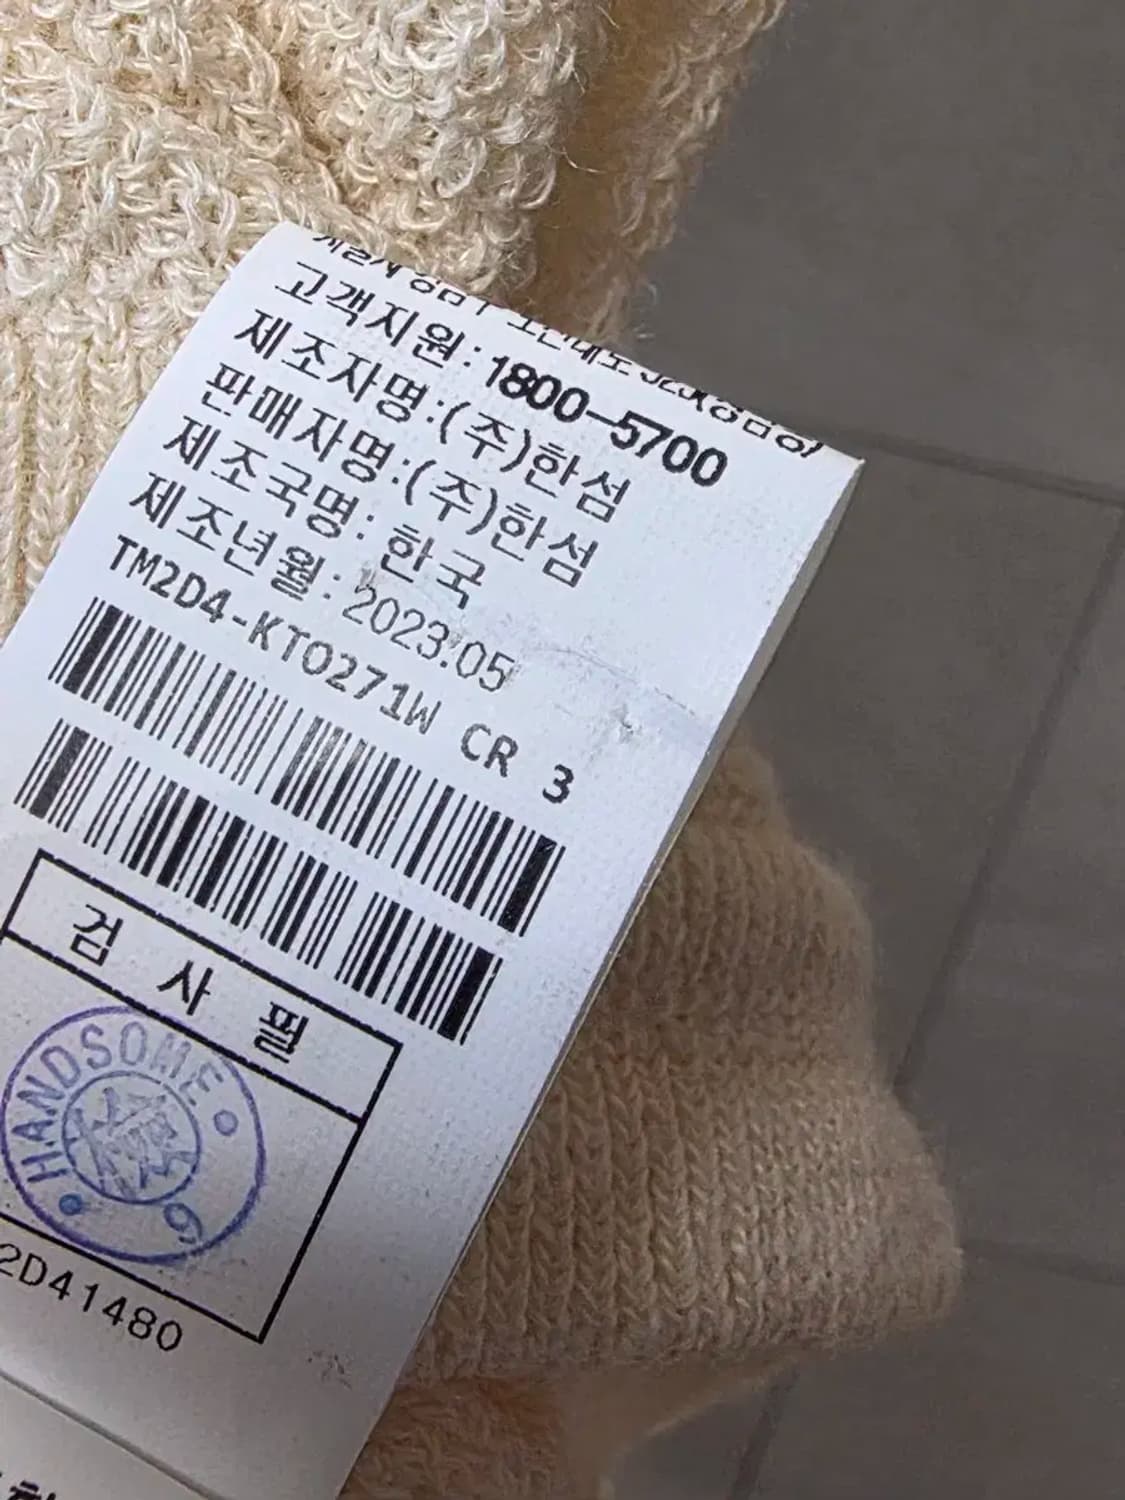 고객지원:1800-5700
제조자명:(주)한섬
판매자명:(주)한섬
제조국명: 한국
제조년월: 2023.05
TM2D4-KTO271W CR 3
검 사 필
HANDSOME
6
2D41480